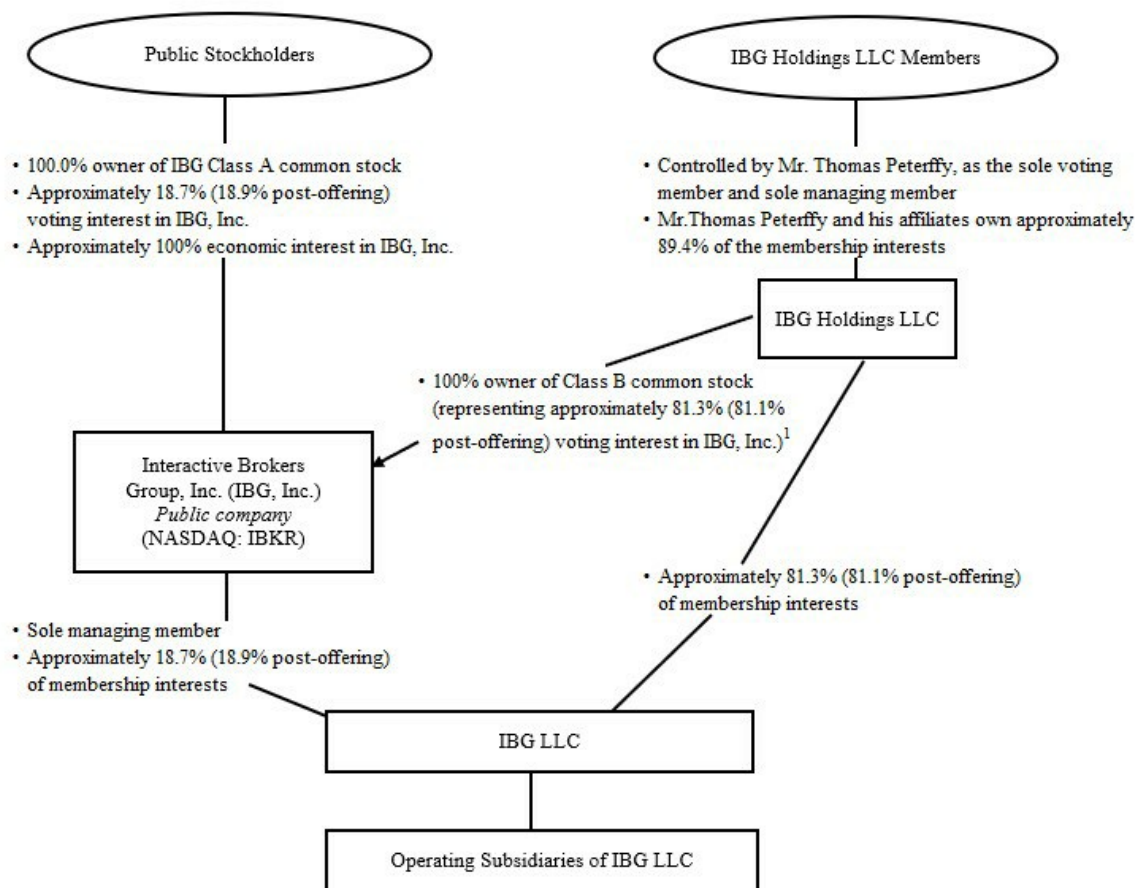 Public Stockholders
IBG Holdings LLC Members
• 100.0% owner of IBG Class A common stock
• Approximately 18.7% (18.9% post-offering)
voting interest in IBG, Inc.
• Approximately 100% economic interest in IBG, Inc.
• Controlled by Mr. Thomas Peterffy, as the sole voting
member and sole managing member
• Mr.Thomas Peterffy and his affiliates own approximately
89.4% of the membership interests
IBG Holdings LLC
• 100% owner of Class B common stock
(representing approximately 81.3% (81.1%
post-offering) voting interest in IBG, Inc.)1
Interactive Brokers
Group, Inc. (IBG, Inc.)
Public company
(NASDAQ: IBKR)
• Approximately 81.3% (81.1% post-offering)
of membership interests
• Sole managing member
• Approximately 18.7% (18.9% post-offering)
of membership interests
IBG LLC
Operating Subsidiaries of IBG LLC